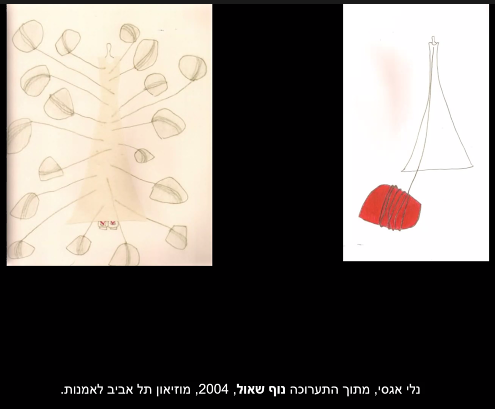 נלי אגסי, מתוך התערוכה נוף שאול, 2004, מוזיאון תל אביב לאמנות.